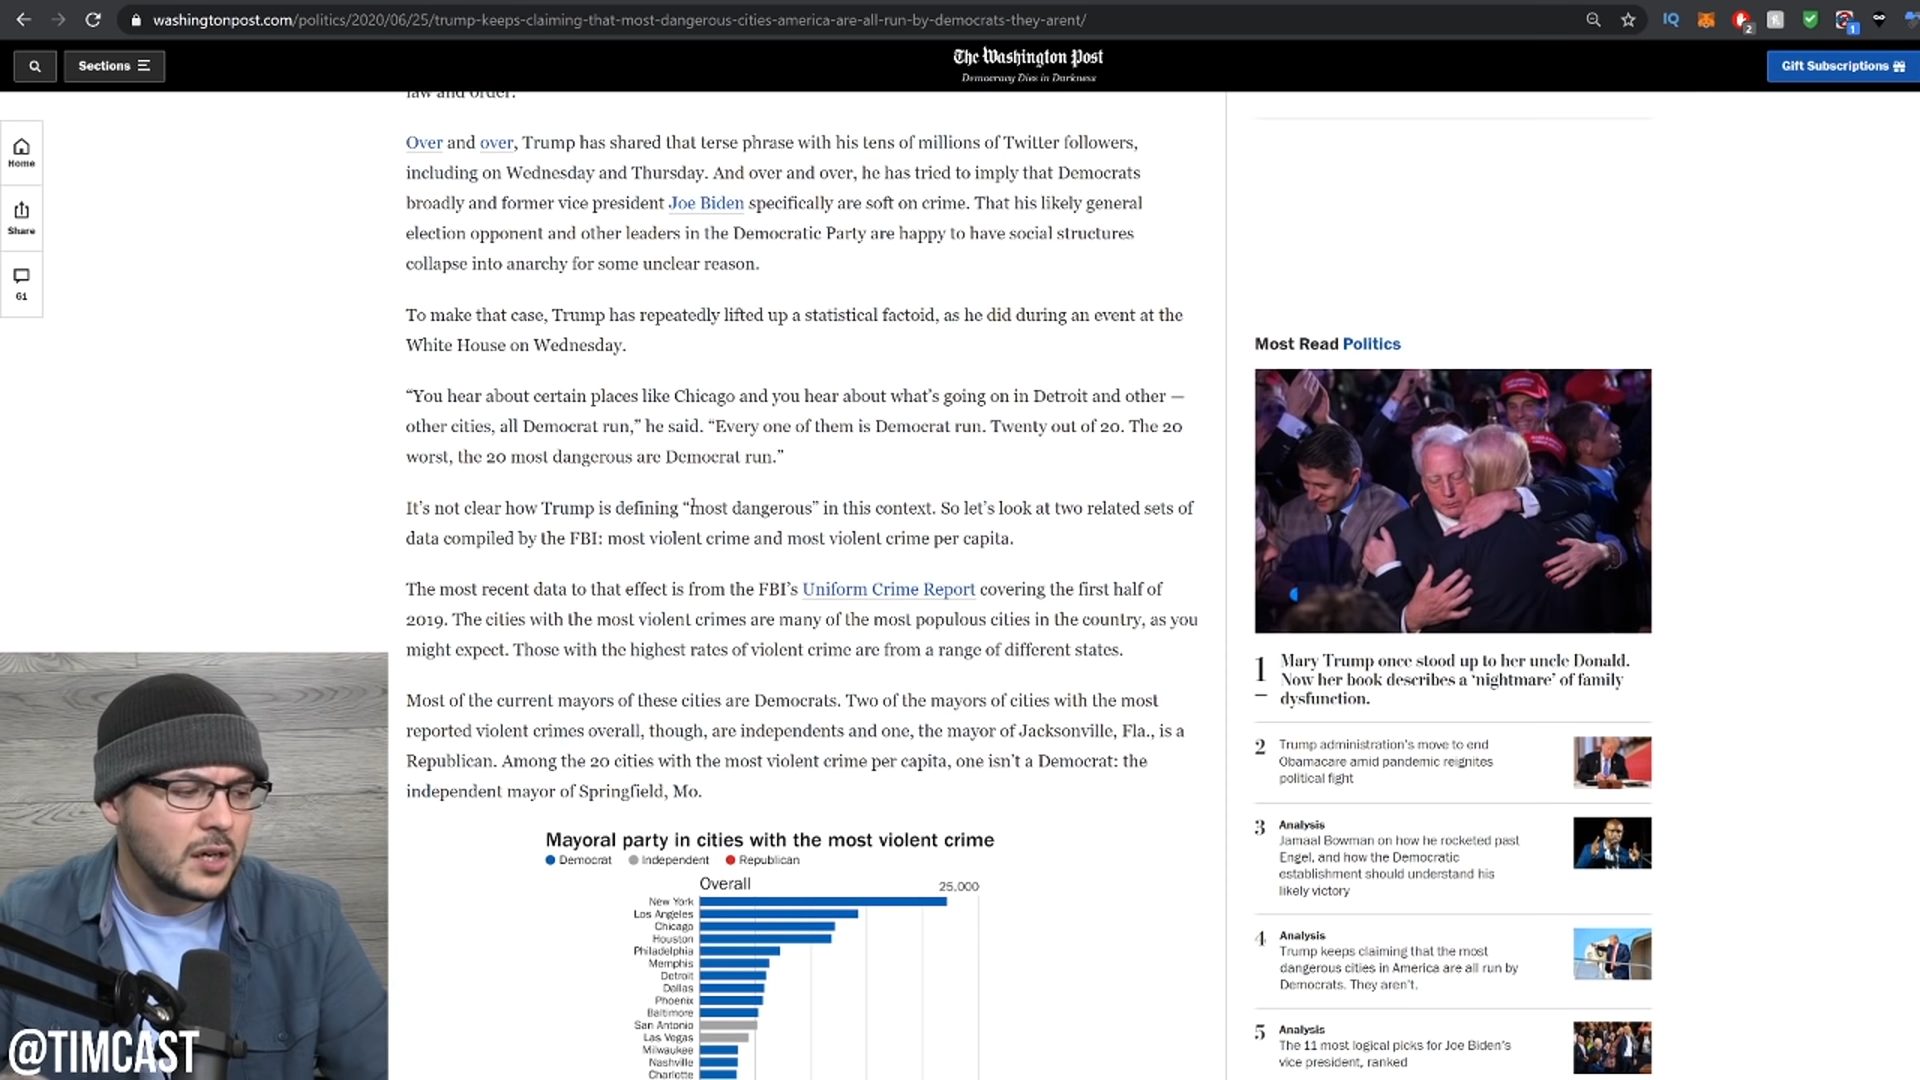 washingtonpost.com/politics/2020/06/25/trump-keeps-claiming-that-most-dangerous-cities-america-are-all-run-by-democrats-they-arent/
IQ
2
1
Sections
The Washington Post
Democracy Dies in Darkness
Gift Subscriptions
law and order.
Home
Share
61
Over and over, Trump has shared that terse phrase with his tens of millions of Twitter followers,
including on Wednesday and Thursday. And over and over, he has tried to imply that Democrats
broadly and former vice president Joe Biden specifically are soft on crime. That his likely general
election opponent and other leaders in the Democratic Party are happy to have social structures
collapse into anarchy for some unclear reason.
To make that case, Trump has repeatedly lifted up a statistical factoid, as he did during an event at the
White House on Wednesday.
“You hear about certain places like Chicago and you hear about what’s going on in Detroit and other —
other cities, all Democrat run,” he said. “Every one of them is Democrat run. Twenty out of 20. The 20
worst, the 20 most dangerous are Democrat run.”
It’s not clear how Trump is defining “most dangerous” in this context. So let’s look at two related sets of
data compiled by the FBI: most violent crime and most violent crime per capita.
The most recent data to that effect is from the FBI’s Uniform Crime Report covering the first half of
2019. The cities with the most violent crimes are many of the most populous cities in the country, as you
might expect. Those with the highest rates of violent crime are from a range of different states.
Most of the current mayors of these cities are Democrats. Two of the mayors of cities with the most
reported violent crimes overall, though, are independents and one, the mayor of Jacksonville, Fla., is a
Republican. Among the 20 cities with the most violent crime per capita, one isn’t a Democrat: the
independent mayor of Springfield, Mo.
Mayoral party in cities with the most violent crime
Democrat Independent Republican
Overall 25,000
New York
Los Angeles
Chicago
Houston
Philadelphia
Memphis
Detroit
Dallas
Phoenix
Baltimore
San Antonio
Las Vegas
Milwaukee
Nashville
Charlotte
Most Read Politics
1 Mary Trump once stood up to her uncle Donald.
Now her book describes a ‘nightmare’ of family
dysfunction.
2 Trump administration’s move to end
Obamacare amid pandemic reignites
political fight
3 Analysis
Jamaal Bowman on how he rocketed past
Engel, and how the Democratic
establishment should understand his
likely victory
4 Analysis
Trump keeps claiming that the most
dangerous cities in America are all run by
Democrats. They aren’t.
5 Analysis
The 11 most logical picks for Joe Biden’s
vice president, ranked
@TIMCAST